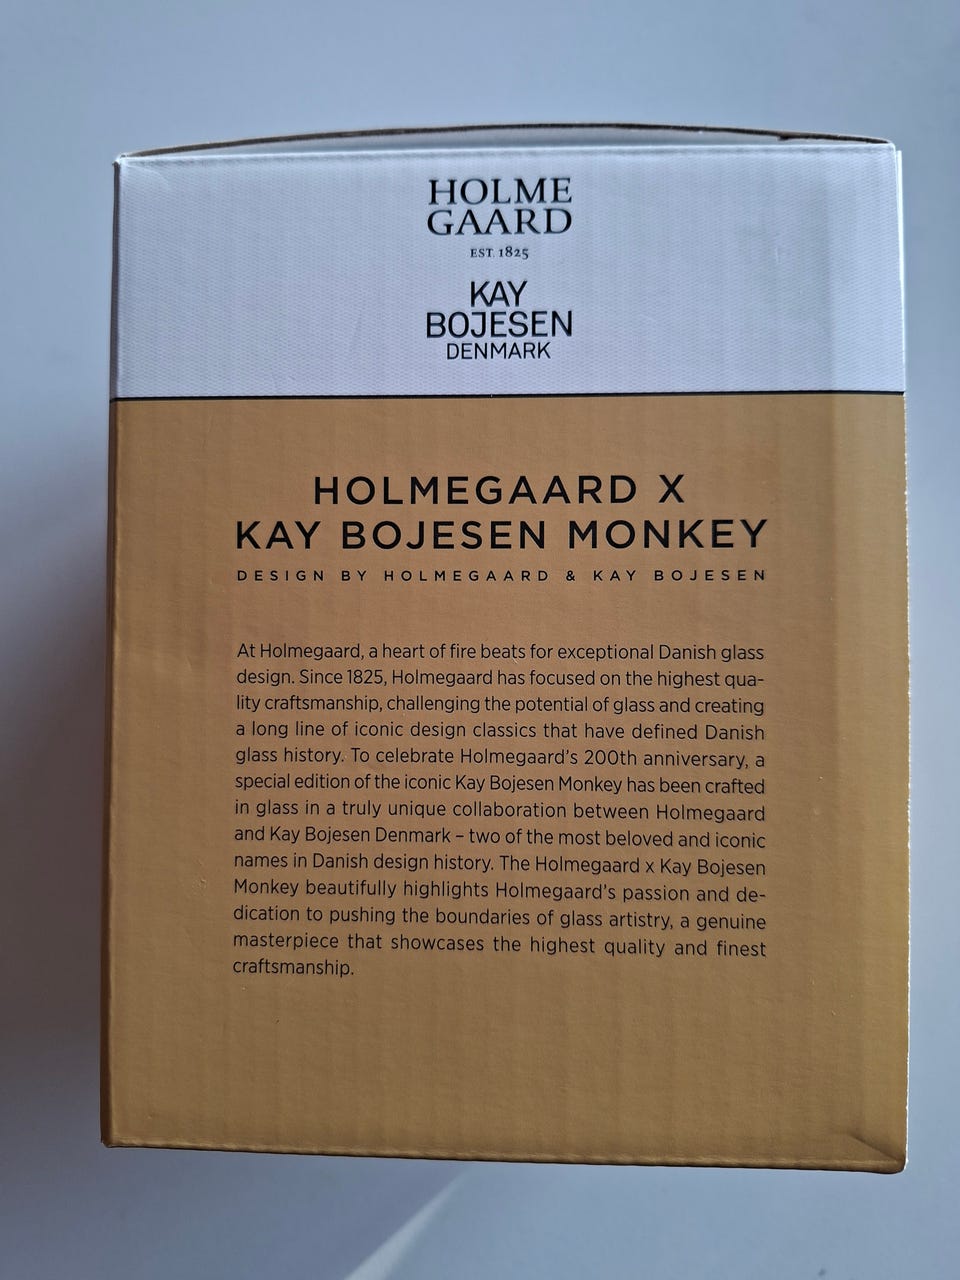 HOLME
GAARD
EST. 1825
KAY
BOJESEN
DENMARK
HOLMEGAARD X
KAY BOJESEN MONKEY
DESIGN BY HOLMEGAARD & KAY BOJESEN
At Holmegaard, a heart of fire beats for exceptional Danish glass
design. Since 1825, Holmegaard has focused on the highest qua-
lity craftsmanship, challenging the potential of glass and creating
a long line of iconic design classics that have defined Danish
glass history. To celebrate Holmegaard's 200th anniversary, a
special edition of the iconic Kay Bojesen Monkey has been crafted
in glass in a truly unique collaboration between Holmegaard
and Kay Bojesen Denmark – two of the most beloved and iconic
names in Danish design history. The Holmegaard x Kay Bojesen
Monkey beautifully highlights Holmegaard's passion and de-
dication to pushing the boundaries of glass artistry, a genuine
masterpiece that showcases the highest quality and finest
craftsmanship.